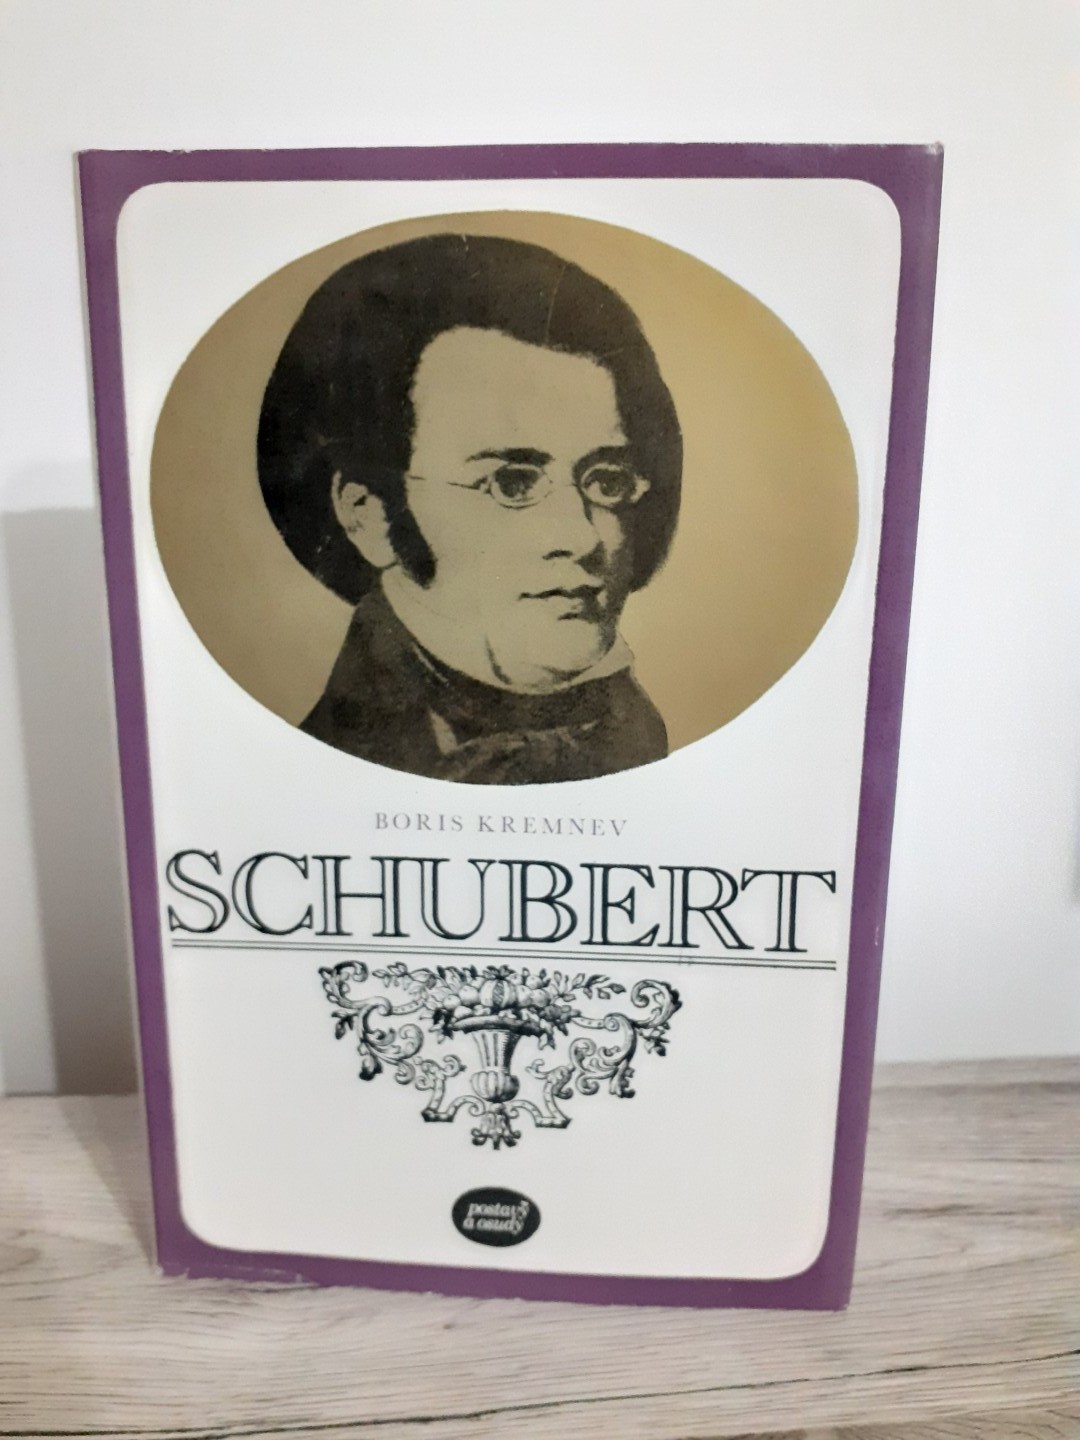 BORIS KREMNEV
SCHUBERT
postavy
a osudy